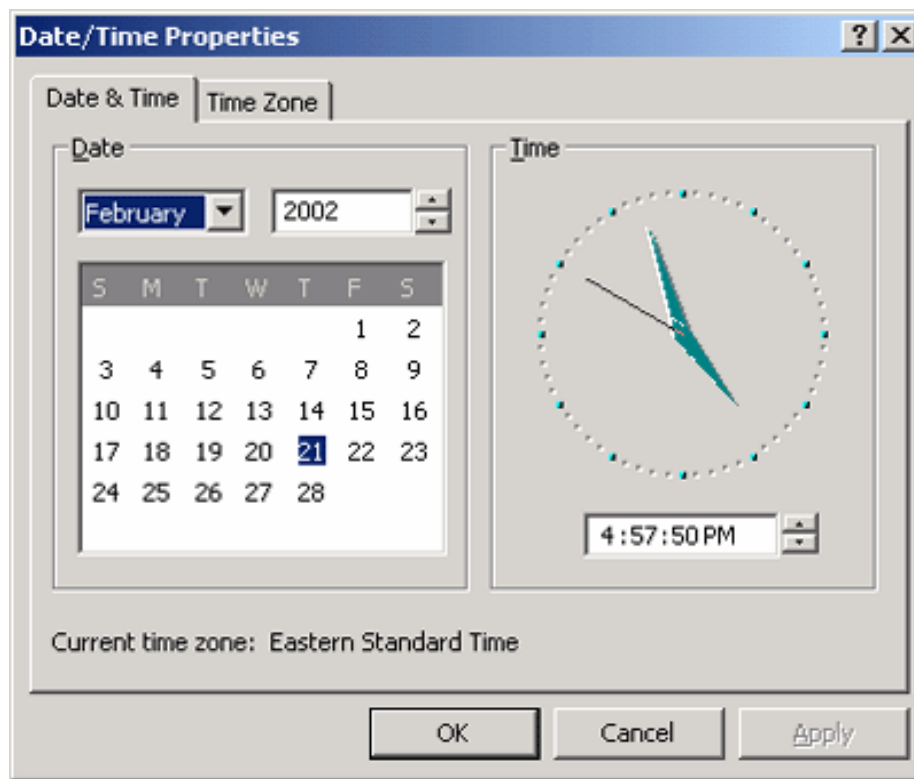 Date/Time Properties
Date & Time Time Zone
Date
February 2002
S M T W T F S
1 2
3 4 5 6 7 8 9
10 11 12 13 14 15 16
17 18 19 20 21 22 23
24 25 26 27 28
Time
4:57:50 PM
Current time zone: Eastern Standard Time
OK Cancel Apply